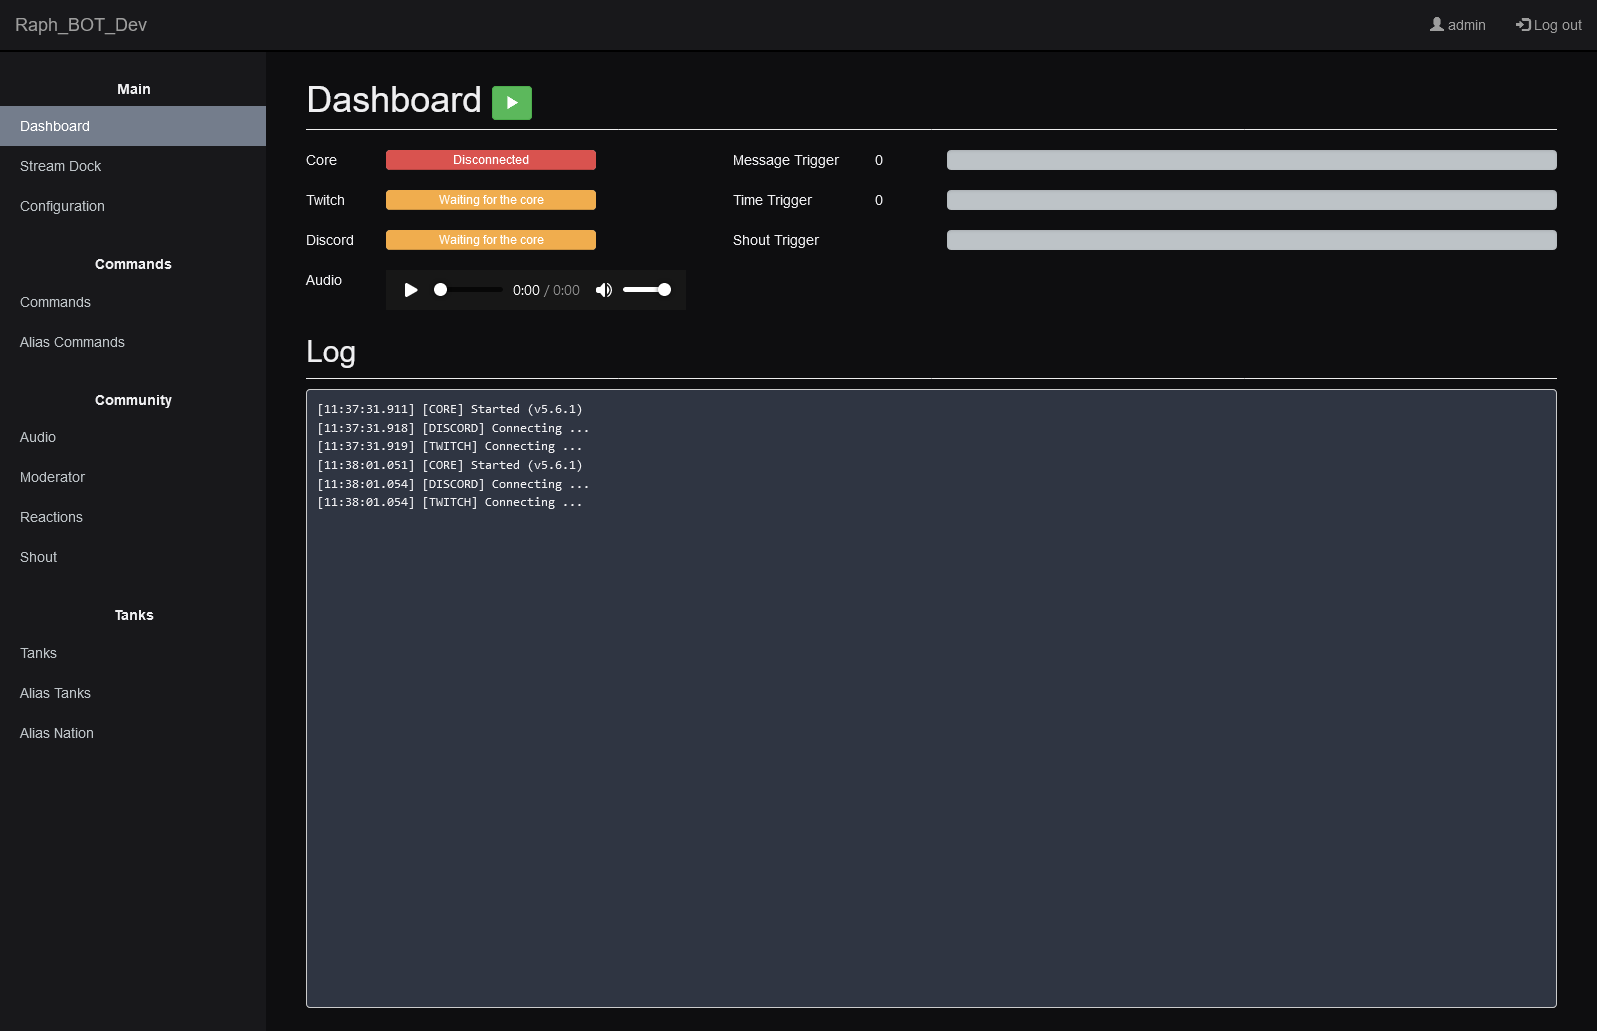 Raph_BOT_Dev
admin
Log out
Main
Dashboard
Stream Dock
Configuration
Commands
Commands
Alias Commands
Community
Audio
Moderator
Reactions
Shout
Tanks
Tanks
Alias Tanks
Alias Nation
Dashboard
Core Disconnected
Message Trigger 0
Twitch Waiting for the core
Time Trigger 0
Discord Waiting for the core
Shout Trigger
Audio
0:00 / 0:00
Log
[11:37:31.911] [CORE] Started (v5.6.1)
[11:37:31.918] [DISCORD] Connecting ...
[11:37:31.919] [TWITCH] Connecting ...
[11:38:01.051] [CORE] Started (v5.6.1)
[11:38:01.054] [DISCORD] Connecting ...
[11:38:01.054] [TWITCH] Connecting ...